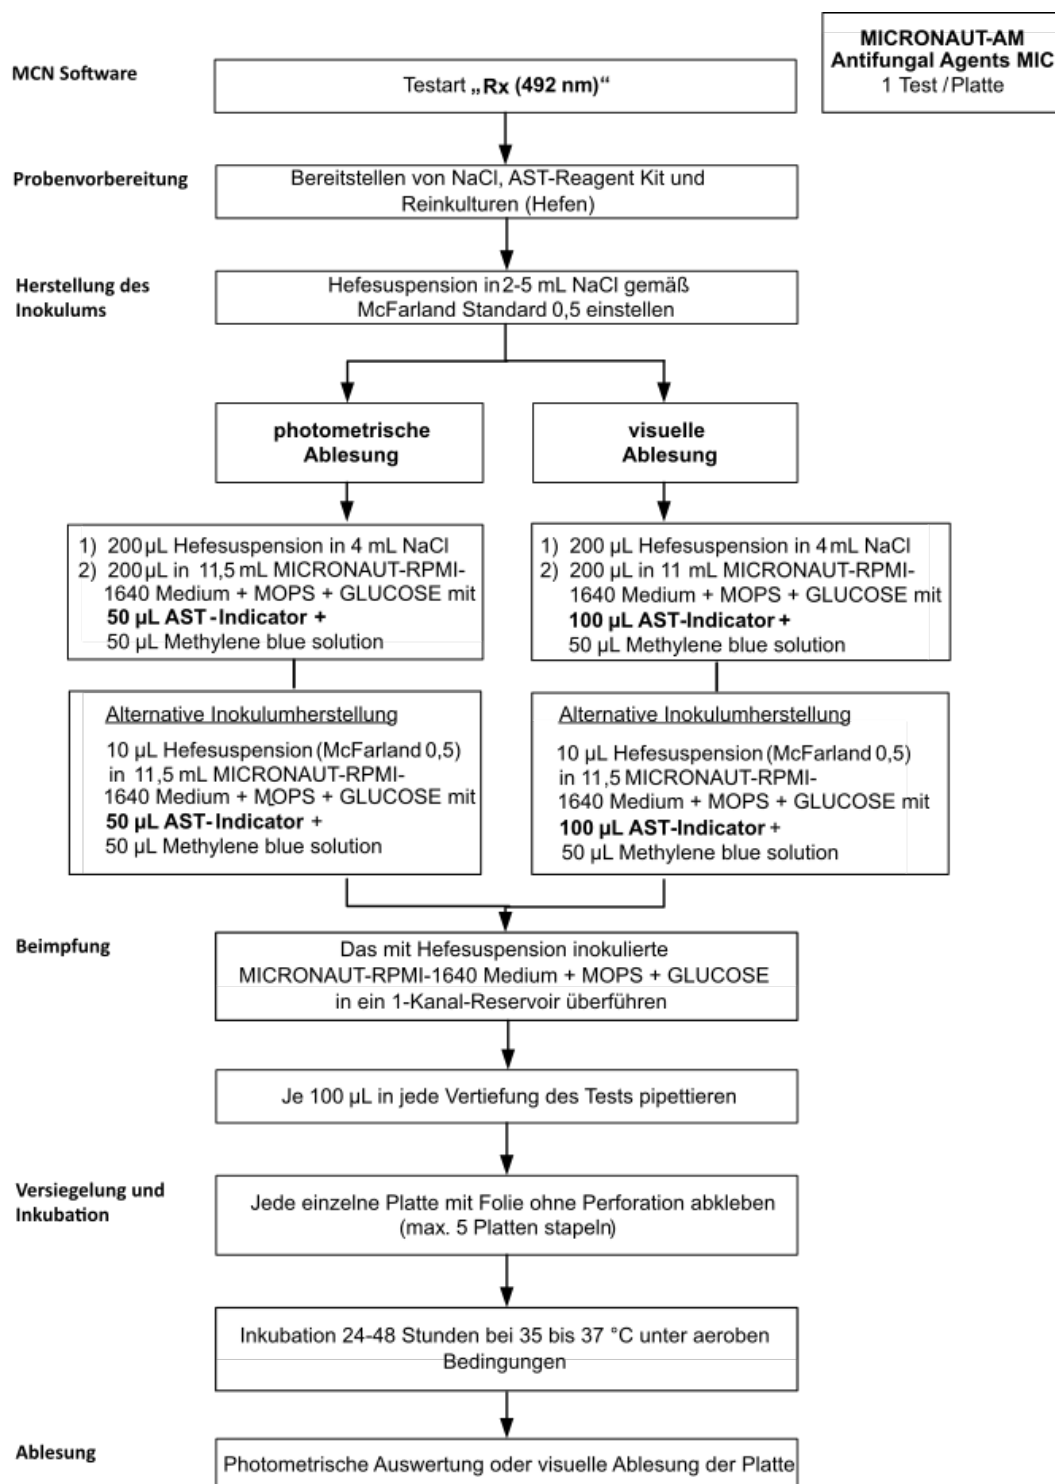 MICRONAUT-AM
Antifungal Agents MIC
1 Test / Platte
MCN Software
Testart „Rx (492 nm)“
Probenvorbereitung
Bereitstellen von NaCl, AST-Reagent Kit und
Reinkulturen (Hefen)
Herstellung des
Inokulums
Hefesuspension in 2-5 mL NaCl gemäß
McFarland Standard 0,5 einstellen
photometrische
Ablesung
visuelle
Ablesung
1) 200 µL Hefesuspension in 4 mL NaCl
2) 200 µL in 11,5 mL MICRONAUT-RPMI-
1640 Medium + MOPS + GLUCOSE mit
50 µL AST-Indicator +
50 µL Methylene blue solution
1) 200 µL Hefesuspension in 4 mL NaCl
2) 200 µL in 11 mL MICRONAUT-RPMI-
1640 Medium + MOPS + GLUCOSE mit
100 µL AST-Indicator +
50 µL Methylene blue solution
Alternative Inokulumherstellung
10 µL Hefesuspension (McFarland 0,5)
in 11,5 mL MICRONAUT-RPMI-
1640 Medium + MOPS + GLUCOSE mit
50 µL AST-Indicator +
50 µL Methylene blue solution
Alternative Inokulumherstellung
10 µL Hefesuspension (McFarland 0,5)
in 11,5 MICRONAUT-RPMI-
1640 Medium + MOPS + GLUCOSE mit
100 µL AST-Indicator +
50 µL Methylene blue solution
Beimpfung
Das mit Hefesuspension inokulierte
MICRONAUT-RPMI-1640 Medium + MOPS + GLUCOSE
in ein 1-Kanal-Reservoir überführen
Je 100 µL in jede Vertiefung des Tests pipettieren
Versiegelung und
Inkubation
Jede einzelne Platte mit Folie ohne Perforation abkleben
(max. 5 Platten stapeln)
Inkubation 24-48 Stunden bei 35 bis 37 °C unter aeroben
Bedingungen
Ablesung
Photometrische Auswertung oder visuelle Ablesung der Platte